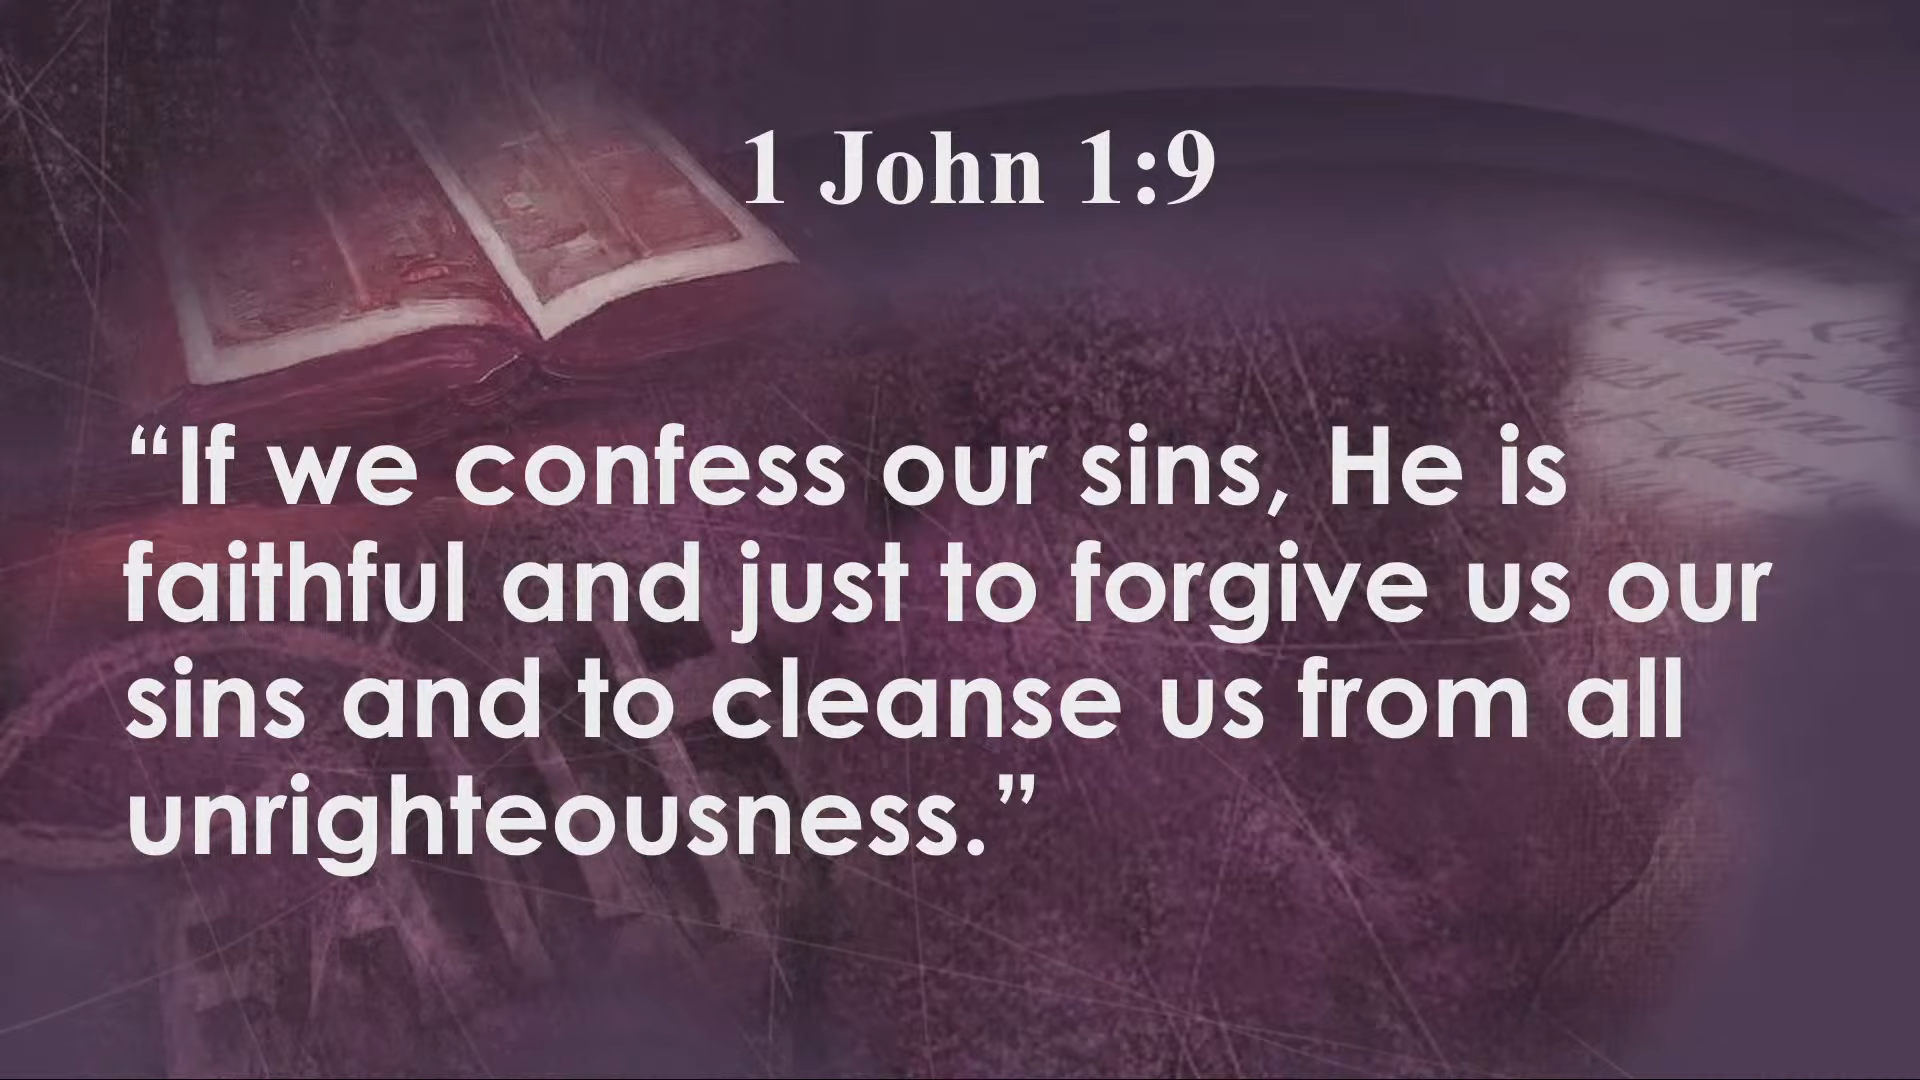 1 John 1:9
“If we confess our sins, He is
faithful and just to forgive us our
sins and to cleanse us from all
unrighteousness.”